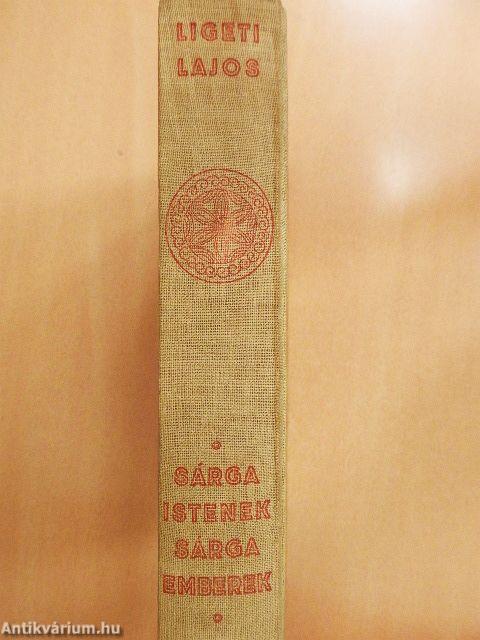 LIGETI
LAJOS
SÁRGA
ISTENEK
SÁRGA
EMBEREK
Antikvárium.hu